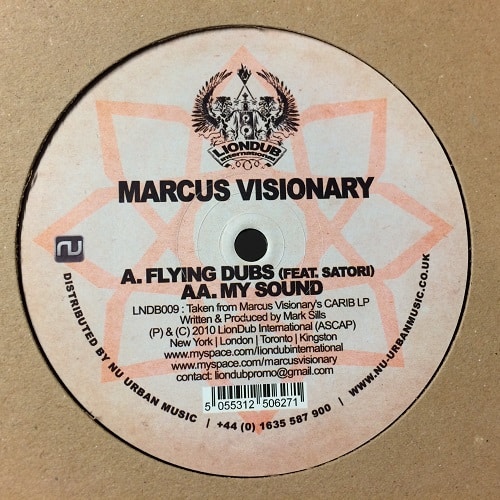 LIONDUB
international
MARCUS VISIONARY
A. FLYING DUBS (FEAT. SATORI)
AA. MY SOUND
LNDB009 : Taken from Marcus Visionary's CARIB LP
Written & Produced by Mark Sills
(P) & (C) 2010 LionDub International (ASCAP)
New York | London | Toronto | Kingston
www.myspace.com/liondubinternational
www.myspace.com/marcusvisionary
contact: liondubpromo@gmail.com
5 055312 506271
DISTRIBUTED BY NU URBAN MUSIC | +44 (0) 1635 587 900 | WWW.NU-URBANMUSIC.CO.UK